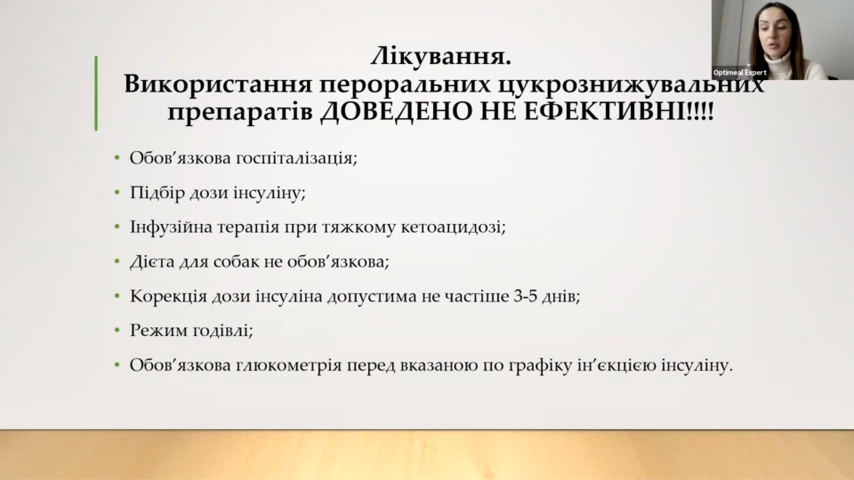 Лікування.
Використання пероральних цукрознижувальних
препаратів ДОВЕДЕНО НЕ ЕФЕКТИВНІ!!!!
Optimeal Expert
• Обов’язкова госпіталізація;
• Підбір дози інсуліну;
• Інфузійна терапія при тяжкому кетоацидозі;
• Дієта для собак не обов’язкова;
• Корекція дози інсуліна допустима не частіше 3-5 днів;
• Режим годівлі;
• Обов’язкова глюкометрія перед вказаною по графіку ін’єкцією інсуліну.